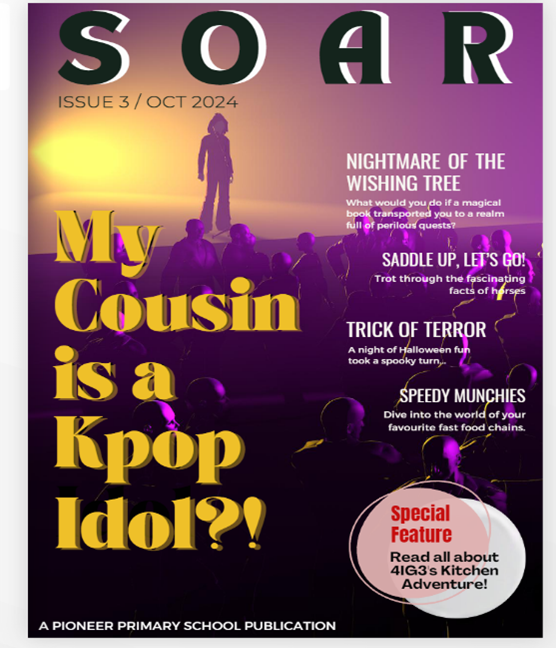 SOAR
ISSUE 3 / OCT 2024
NIGHTMARE OF THE
WISHING TREE
What would you do if a magical
book transported you to a realm
full of perilous quests?
SADDLE UP, LET'S GO!
Trot through the fascinating
facts of horses
TRICK OF TERROR
A night of Halloween fun
took a spooky turn...
SPEEDY MUNCHIES
Dive into the world of your
favourite fast food chains.
My
Cousin
is a
Kpop
Idol?!
Special
Feature
Read all about
4IG3's Kitchen
Adventure!
A PIONEER PRIMARY SCHOOL PUBLICATION